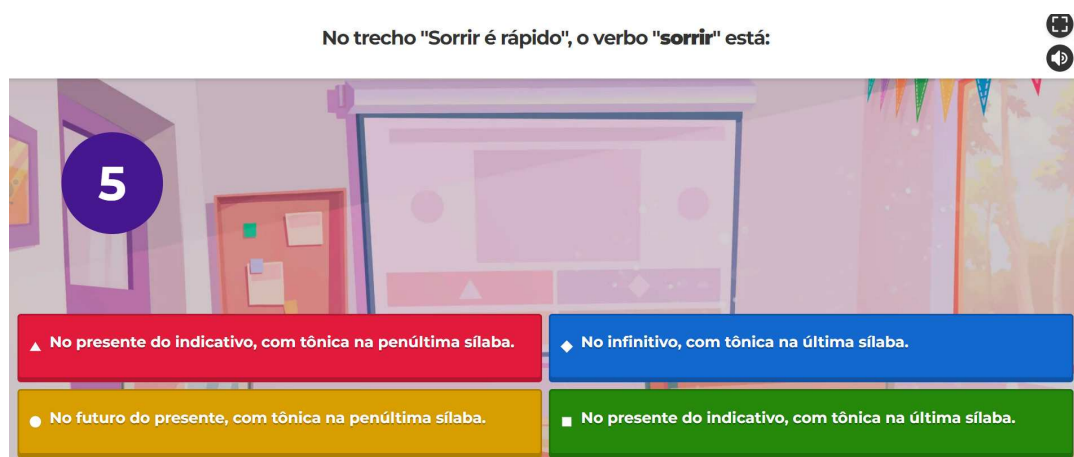 No trecho "Sorrir é rápido", o verbo "sorrir" está:
5
No presente do indicativo, com tônica na penúltima sílaba.
No infinitivo, com tônica na última sílaba.
No futuro do presente, com tônica na penúltima sílaba.
No presente do indicativo, com tônica na última sílaba.